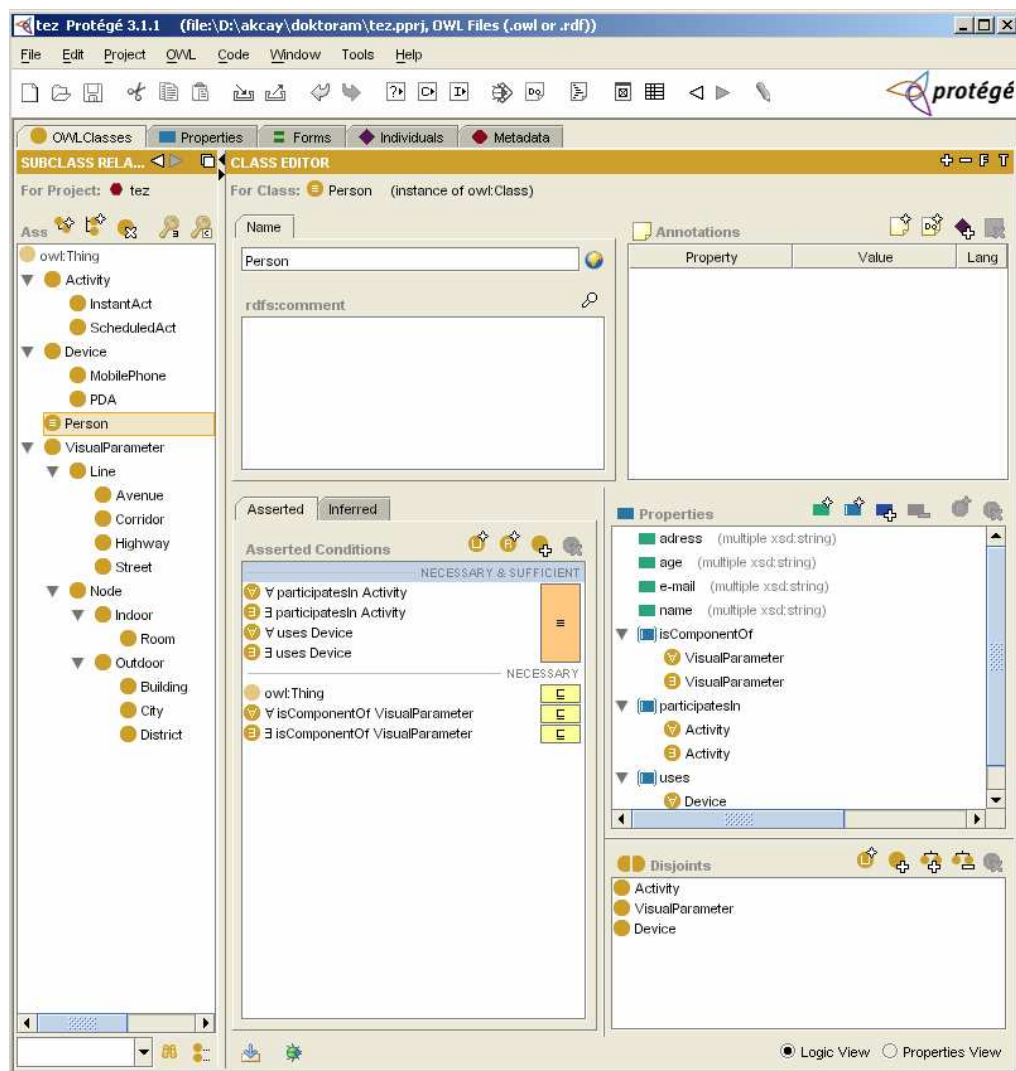 tez Protégé 3.1.1 (file:\D:\akcay\doktoram\tez.pprj, OWL Files (.owl or .rdf))
File Edit Project OWL Code Window Tools Help
protégé
OWLClasses Properties Forms Individuals Metadata
SUBCLASS RELA...
For Project: tez
Ass
owl:Thing
Activity
InstantAct
ScheduledAct
Device
MobilePhone
PDA
Person
VisualParameter
Line
Avenue
Corridor
Highway
Street
Node
Indoor
Room
Outdoor
Building
City
District
CLASS EDITOR
For Class: Person (instance of owl:Class)
Name
Person
rdfs:comment
Annotations
Property Value Lang
Asserted Inferred
Asserted Conditions
NECESSARY & SUFFICIENT
∀ participatesIn Activity
∃ participatesIn Activity
∀ uses Device
∃ uses Device
≡
NECESSARY
owl:Thing ⊑
∀ isComponentOf VisualParameter ⊑
∃ isComponentOf VisualParameter ⊑
Properties
adress (multiple xsd:string)
age (multiple xsd:string)
e-mail (multiple xsd:string)
name (multiple xsd:string)
isComponentOf
VisualParameter
VisualParameter
participatesIn
Activity
Activity
uses
Device
Disjoints
Activity
VisualParameter
Device
Logic View Properties View